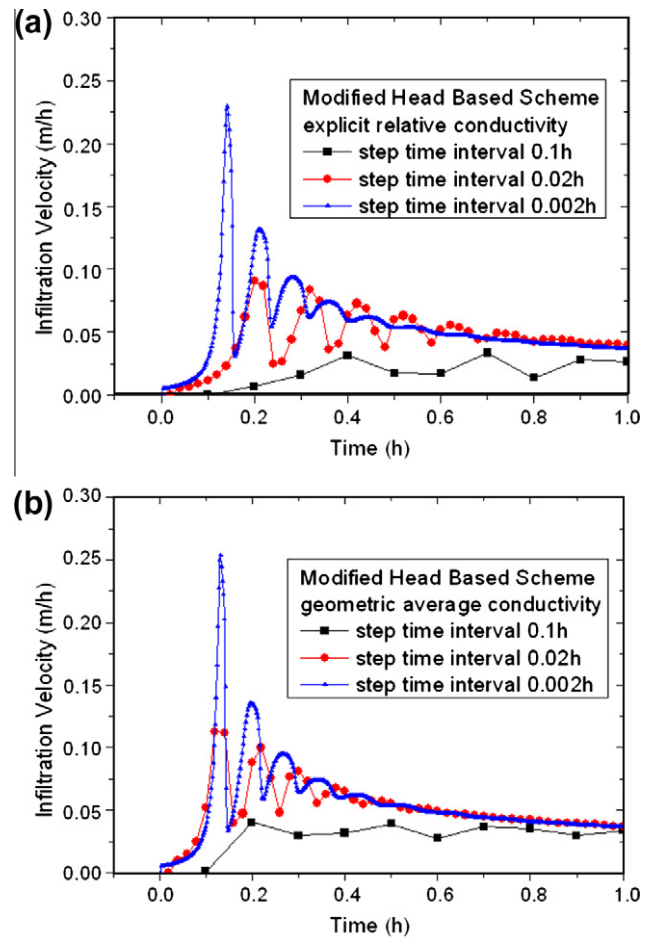 (a)
0.30
0.25
0.20
0.15
0.10
0.05
0.00
Infiltration Velocity (m/h)
Modified Head Based Scheme
explicit relative conductivity
step time interval 0.1h
step time interval 0.02h
step time interval 0.002h
0.0 0.2 0.4 0.6 0.8 1.0
Time (h)
(b)
0.30
0.25
0.20
0.15
0.10
0.05
0.00
Infiltration Velocity (m/h)
Modified Head Based Scheme
geometric average conductivity
step time interval 0.1h
step time interval 0.02h
step time interval 0.002h
0.0 0.2 0.4 0.6 0.8 1.0
Time (h)